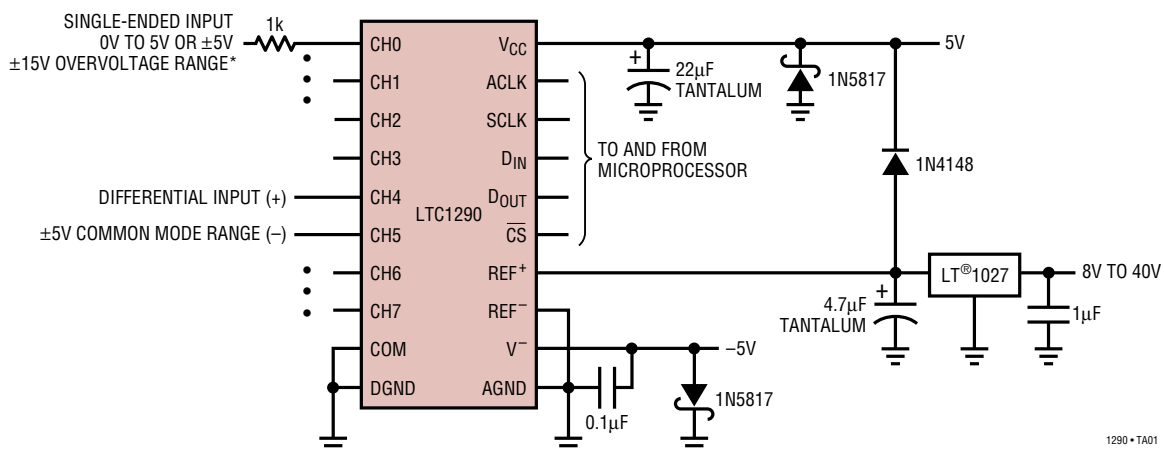 SINGLE-ENDED INPUT
0V TO 5V OR ±5V
±15V OVERVOLTAGE RANGE*
1k
CH0
CH1
CH2
CH3
CH4
CH5
CH6
CH7
COM
DGND
LTC1290
VCC
ACLK
SCLK
DIN
DOUT
CS
REF+
REF–
V–
AGND
DIFFERENTIAL INPUT (+)
±5V COMMON MODE RANGE (–)
+
22µF
TANTALUM
1N5817
5V
TO AND FROM
MICROPROCESSOR
1N4148
LT®1027
8V TO 40V
+
4.7µF
TANTALUM
1µF
–5V
0.1µF
1N5817
1290 • TA01